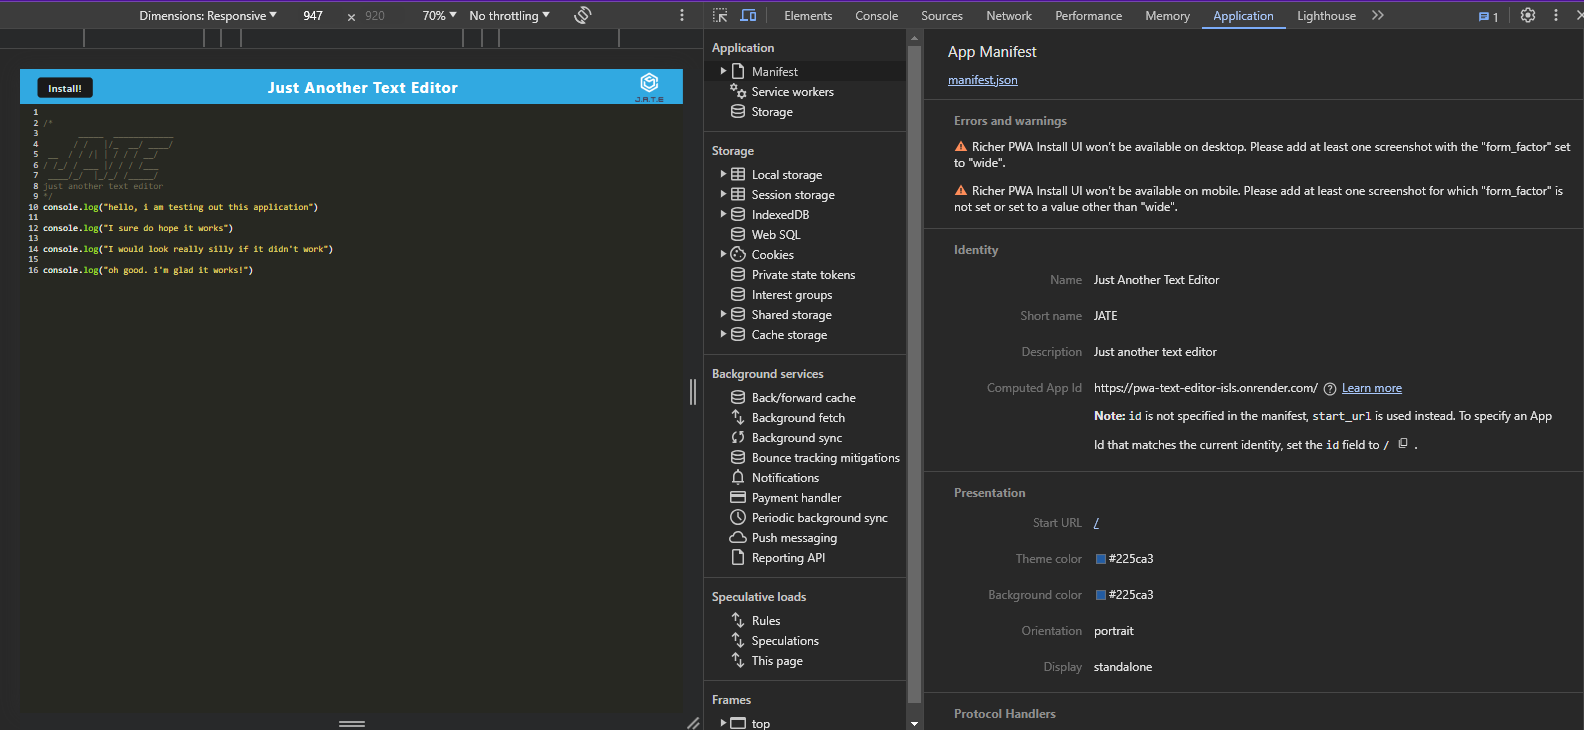 Dimensions: Responsive 947 × 920 70% No throttling
Elements Console Sources Network Performance Memory Application Lighthouse 1
Install! Just Another Text Editor J.A.T.E
1
2 /*
3 _____ ____________
4 / / |/_ __/ ____/
5 __ / / /| | / / / __/
6 / /_/ / ___ |/ / / /___
7 ____/_/ |_/_/ /_____/
8 just another text editor
9 */
10 console.log("hello, i am testing out this application")
11
12 console.log("I sure do hope it works")
13
14 console.log("I would look really silly if it didn't work")
15
16 console.log("oh good. i'm glad it works!")
Application
Manifest
Service workers
Storage
Storage
Local storage
Session storage
IndexedDB
Web SQL
Cookies
Private state tokens
Interest groups
Shared storage
Cache storage
Background services
Back/forward cache
Background fetch
Background sync
Bounce tracking mitigations
Notifications
Payment handler
Periodic background sync
Push messaging
Reporting API
Speculative loads
Rules
Speculations
This page
Frames
top
App Manifest
manifest.json
Errors and warnings
Richer PWA Install UI won't be available on desktop. Please add at least one screenshot with the "form_factor" set
to "wide".
Richer PWA Install UI won't be available on mobile. Please add at least one screenshot for which "form_factor" is
not set or set to a value other than "wide".
Identity
Name Just Another Text Editor
Short name JATE
Description Just another text editor
Computed App Id https://pwa-text-editor-isls.onrender.com/ Learn more
Note: id is not specified in the manifest, start_url is used instead. To specify an App
Id that matches the current identity, set the id field to / .
Presentation
Start URL /
Theme color #225ca3
Background color #225ca3
Orientation portrait
Display standalone
Protocol Handlers